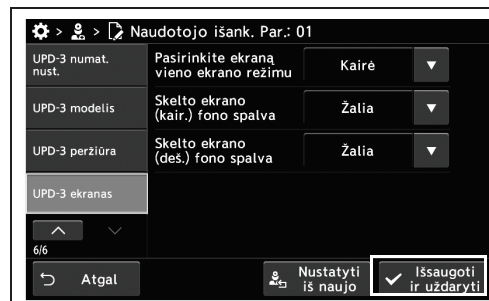 > > Naudotojo išank. Par.: 01
UPD-3 numat.
nust.
Pasirinkite ekraną
vieno ekrano režimu
Kairė
UPD-3 modelis
Skelto ekrano
(kair.) fono spalva
Žalia
UPD-3 peržiūra
Skelto ekrano
(deš.) fono spalva
Žalia
UPD-3 ekranas
6/6
Atgal
Nustatyti
iš naujo
Išsaugoti
ir uždaryti